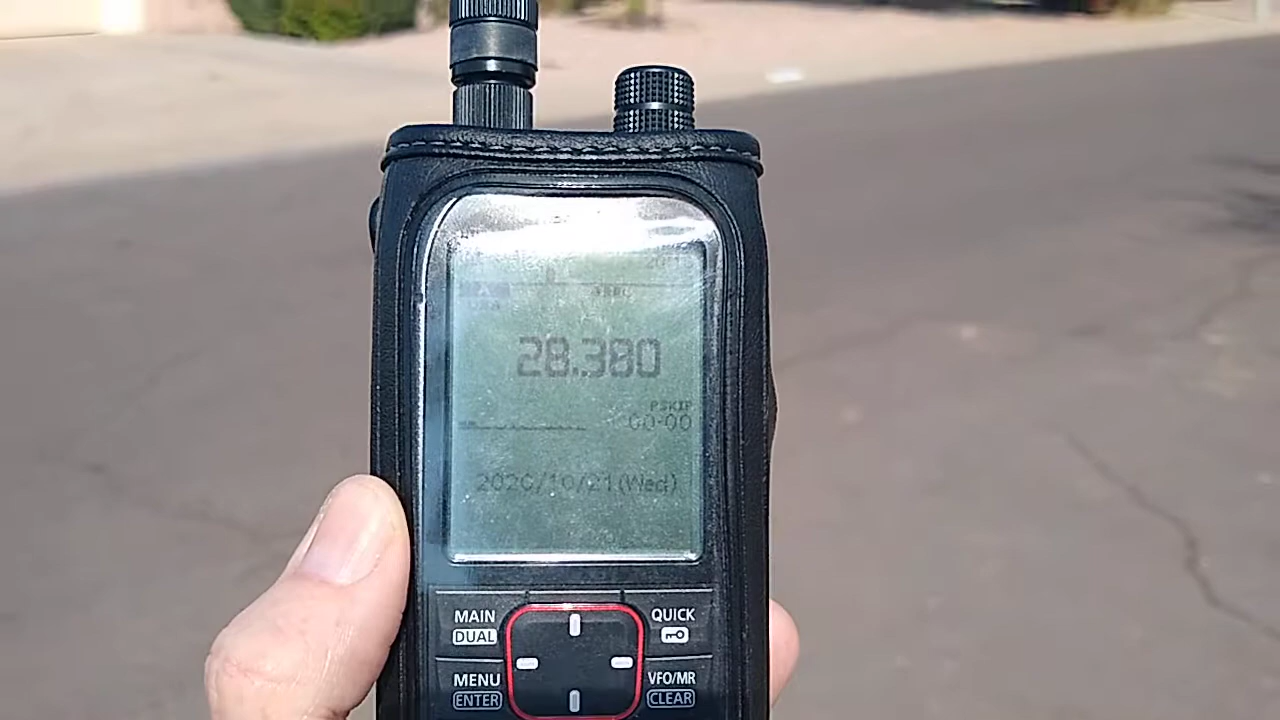 28.380
PSKIP
00-00
2020/10/21(Wed)
MAIN
DUAL
QUICK
MENU
ENTER
VFO/MR
CLEAR